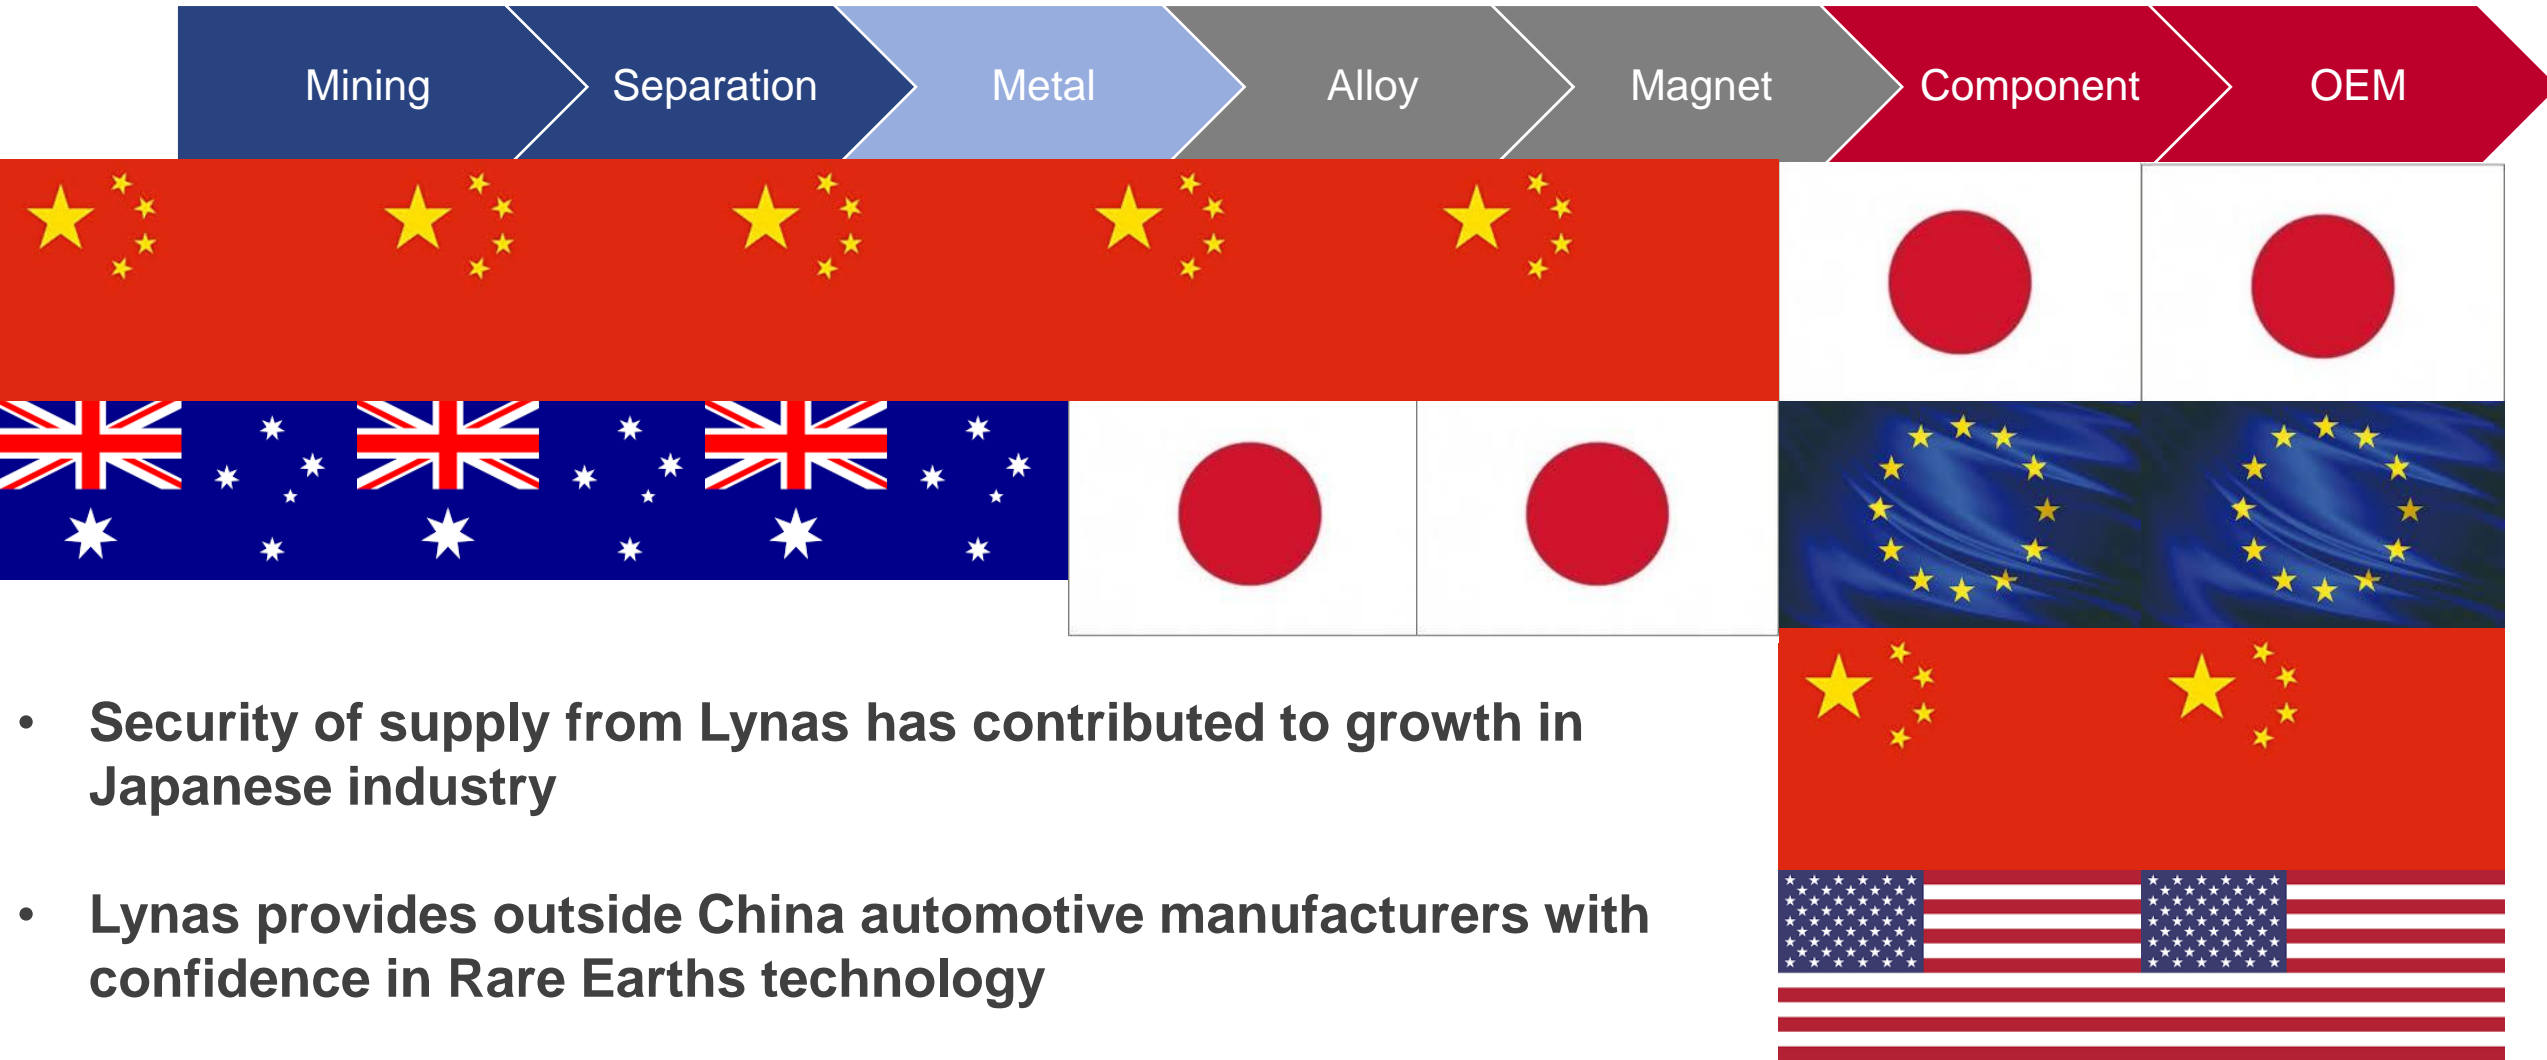 Mining
Separation
Metal
Alloy
Magnet
Component
OEM
• Security of supply from Lynas has contributed to growth in
Japanese industry
• Lynas provides outside China automotive manufacturers with
confidence in Rare Earths technology